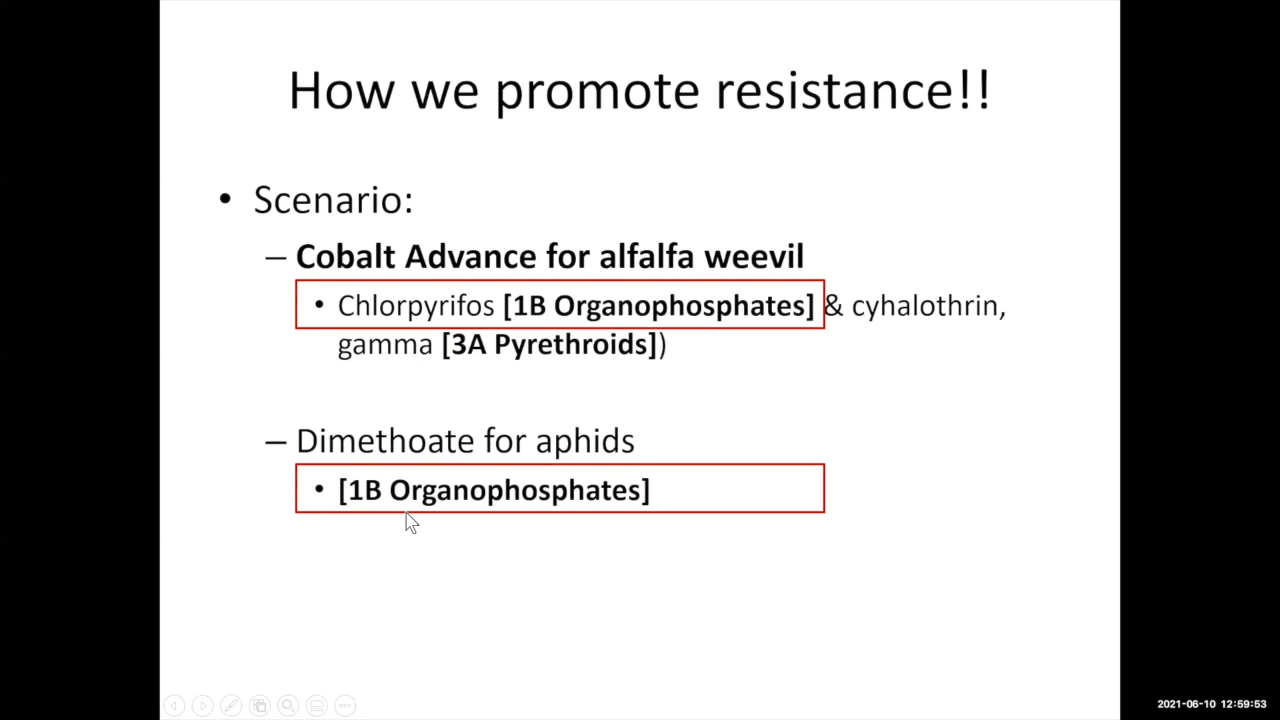 How we promote resistance!!
• Scenario:
– Cobalt Advance for alfalfa weevil
• Chlorpyrifos [1B Organophosphates] & cyhalothrin,
gamma [3A Pyrethroids])
– Dimethoate for aphids
• [1B Organophosphates]
2021-06-10 12:59:53